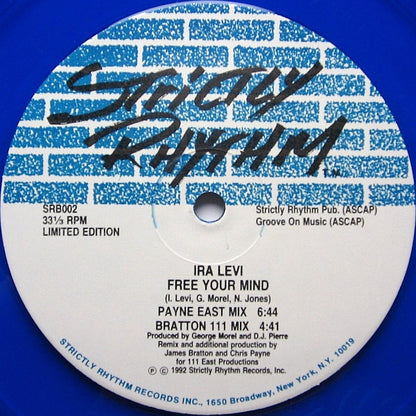 STRICTLY
RHYTHM T.M.
SRB002
33⅓ RPM
LIMITED EDITION
Strictly Rhythm Pub. (ASCAP)
Groove On Music (ASCAP)
IRA LEVI
FREE YOUR MIND
(I. Levi, G. Morel, N. Jones)
PAYNE EAST MIX 6:44
BRATTON 111 MIX 4:41
Produced by George Morel and D.J. Pierre
Remix and additional production by
James Bratton and Chris Payne
for 111 East Productions.
℗ © 1992 Strictly Rhythm Records, Inc.
STRICTLY RHYTHM RECORDS INC., 1650 Broadway, New York, N.Y. 10019